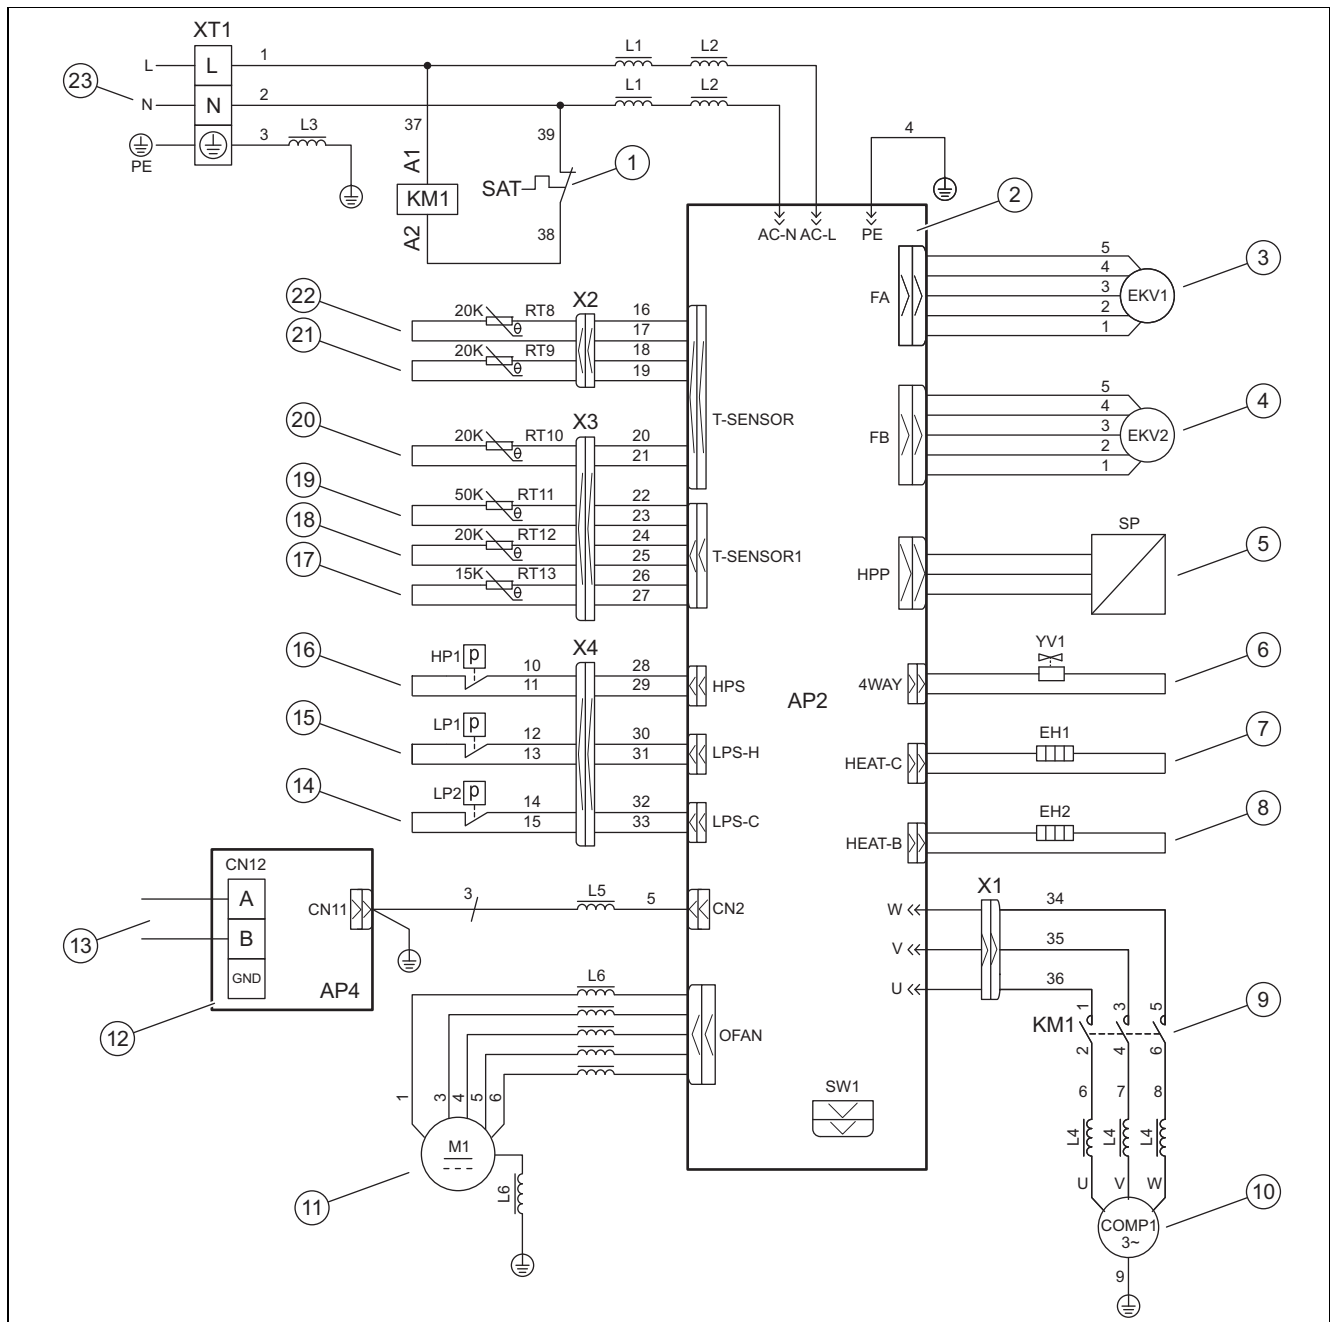 XT1
L L 1 L1 L2
23
N N 2 L1 L2
PE 3 L3
37 39 4
A1 SAT 1
KM1
A2 38
2
AC-N AC-L PE
FA 5 4 3 2 1 EKV1 3
22 20K RT8 X2 16
17
21 20K RT9 18
19
T-SENSOR
FB 5 4 3 2 1 EKV2 4
20 20K RT10 X3 20
21
19 50K RT11 22
23
18 20K RT12 24
25
T-SENSOR1
17 15K RT13 26
27
HPP SP 5
16 HP1 p 10 X4 28
11 29 HPS
4WAY YV1 6
AP2
15 LP1 p 12 30
13 31 LPS-H
HEAT-C EH1 7
14 LP2 p 14 32
15 33 LPS-C
HEAT-B EH2 8
CN12
A
B
GND
CN11
AP4
13
12
3 L5 5 CN2
X1
W 34
V 35
U 36
L6
OFAN
1 3 4 5 6
M1
L6
11
SW1
KM1 1 3 5 9
2 4 6
6 7 8
L4 L4 L4
U V W
COMP1
3~
10
9
θ
θ
θ
θ
θ
θ